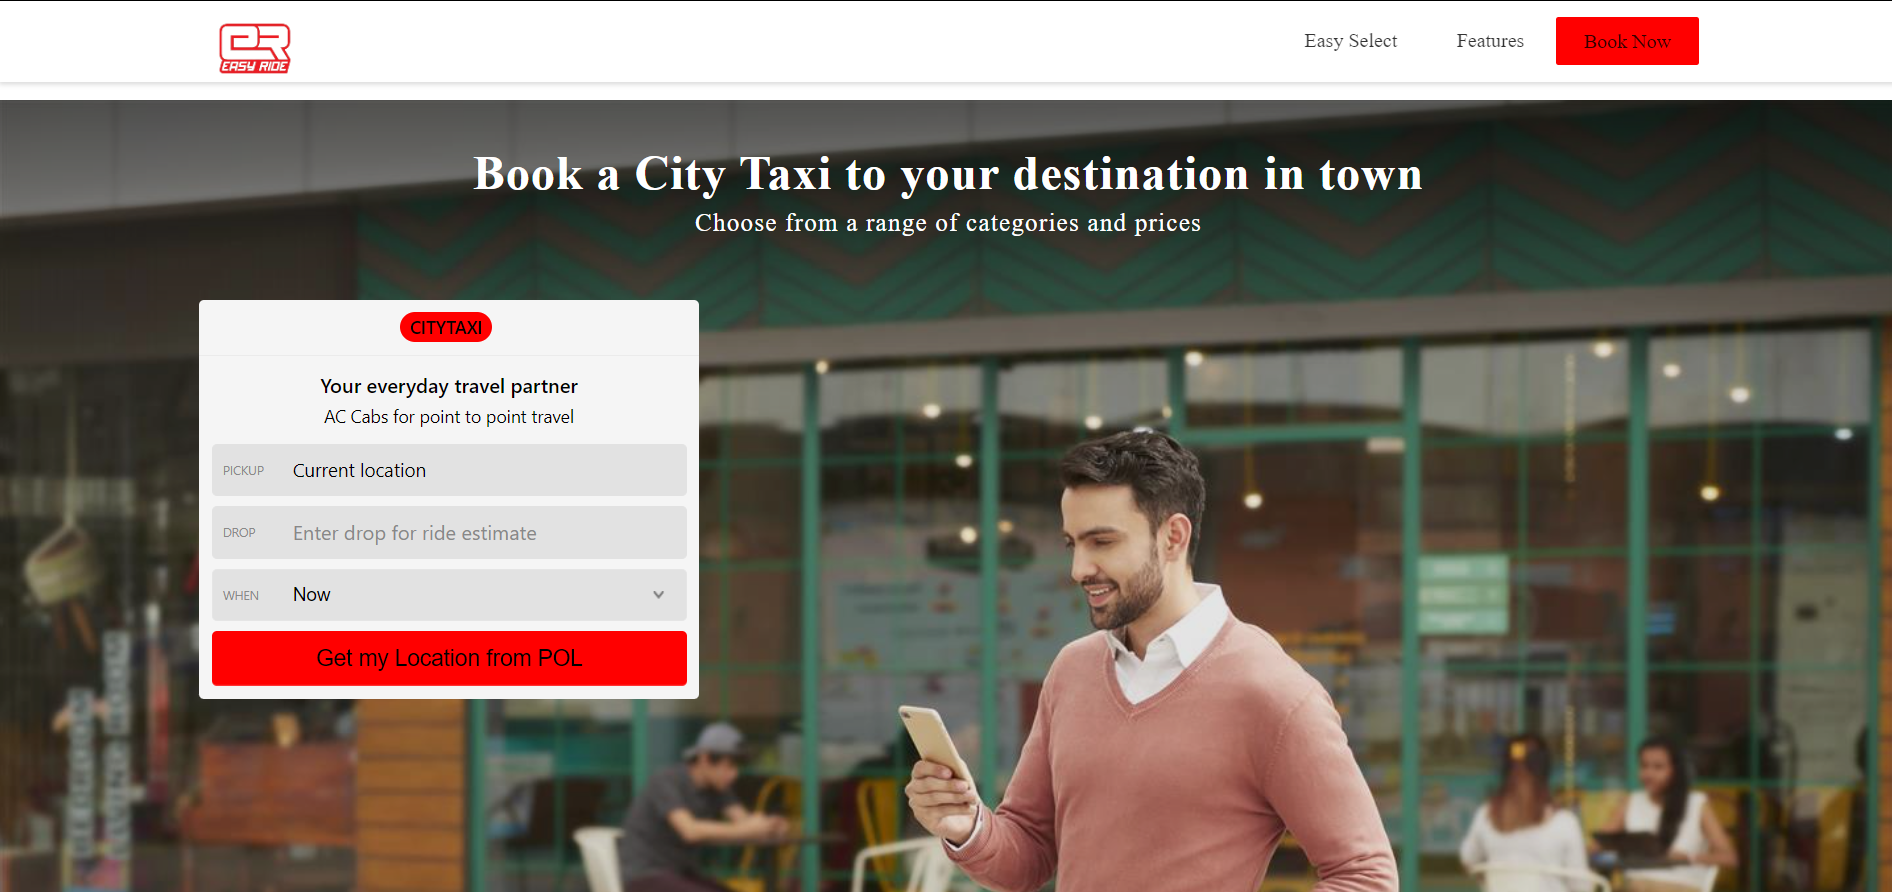 EASY RIDE
Easy Select
Features
Book Now
Book a City Taxi to your destination in town
Choose from a range of categories and prices
CITYTAXI
Your everyday travel partner
AC Cabs for point to point travel
PICKUP Current location
DROP Enter drop for ride estimate
WHEN Now
Get my Location from POL